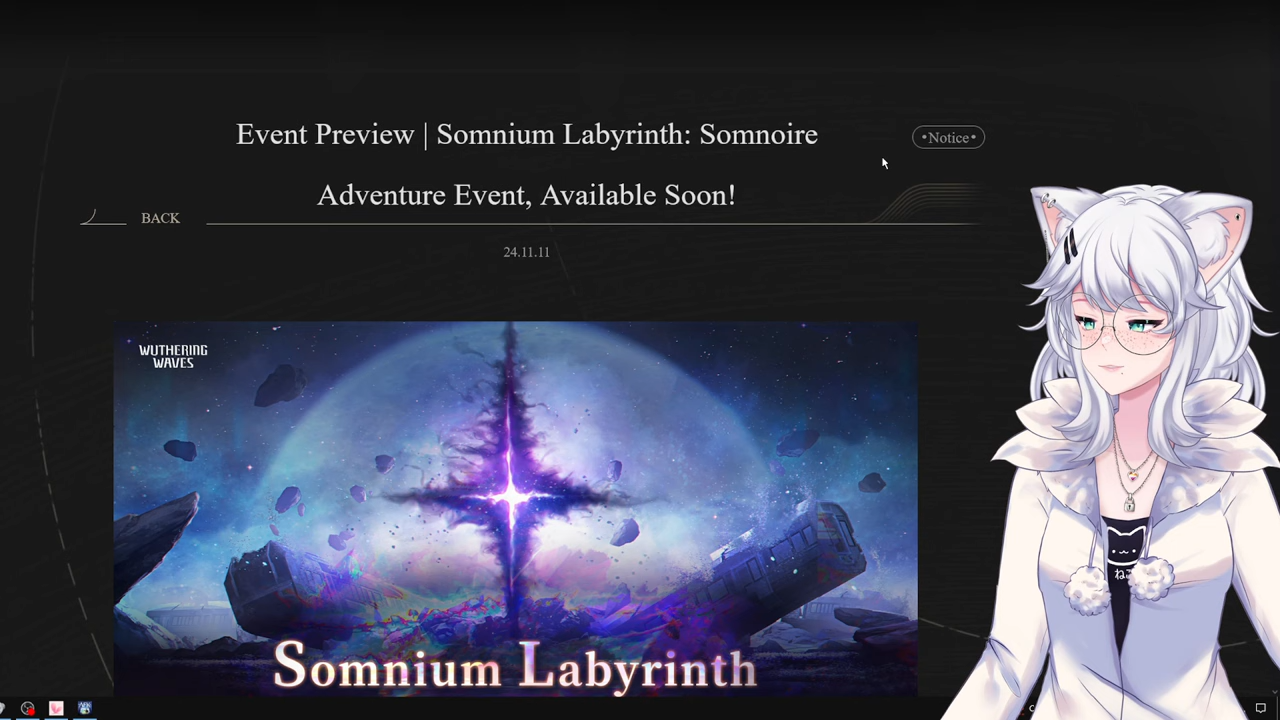 Event Preview | Somnium Labyrinth: Somnoire
•Notice•
Adventure Event, Available Soon!
BACK
24.11.11
WUTHERING
WAVES
Somnium Labyrinth